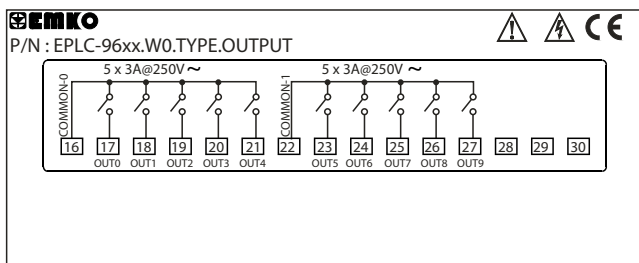 EMKO
P/N : EPLC-96xx.W0.TYPE.OUTPUT
CE
5 x 3A@250V ~ 5 x 3A@250V ~
COMMON-0 COMMON-1
16 17 18 19 20 21 22 23 24 25 26 27 28 29 30
OUT0 OUT1 OUT2 OUT3 OUT4 OUT5 OUT6 OUT7 OUT8 OUT9